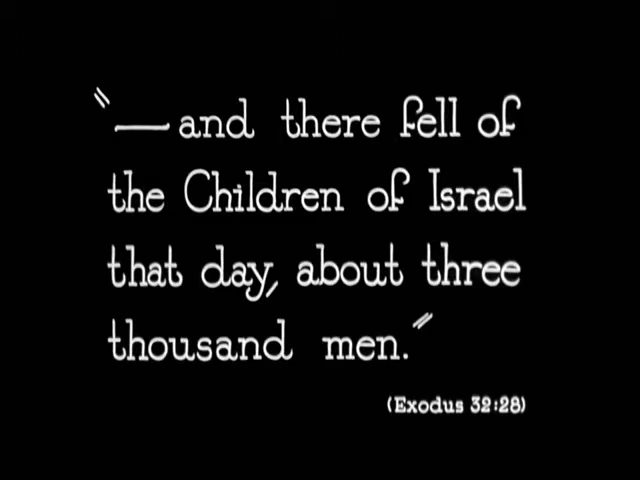 "—and there fell of
the Children of Israel
that day, about three
thousand men."
(Exodus 32:28)